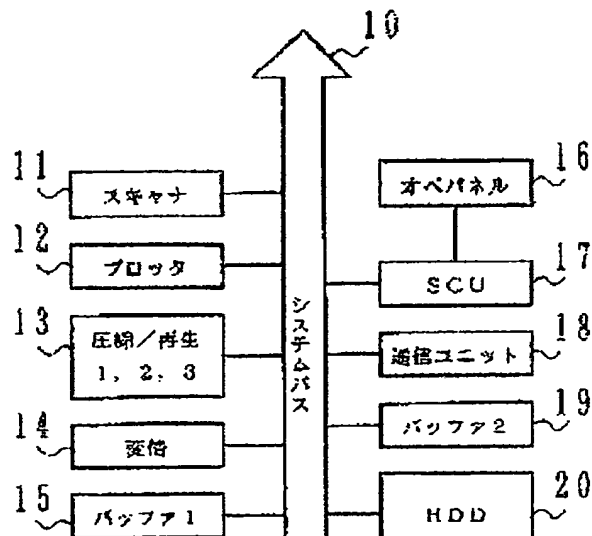 10
11
スキャナ
12
プロッタ
13
圧縮／再生
1, 2, 3
14
変倍
15
バッファ1
システムバス
16
オペパネル
17
SCU
18
通信ユニット
19
バッファ2
20
HDD